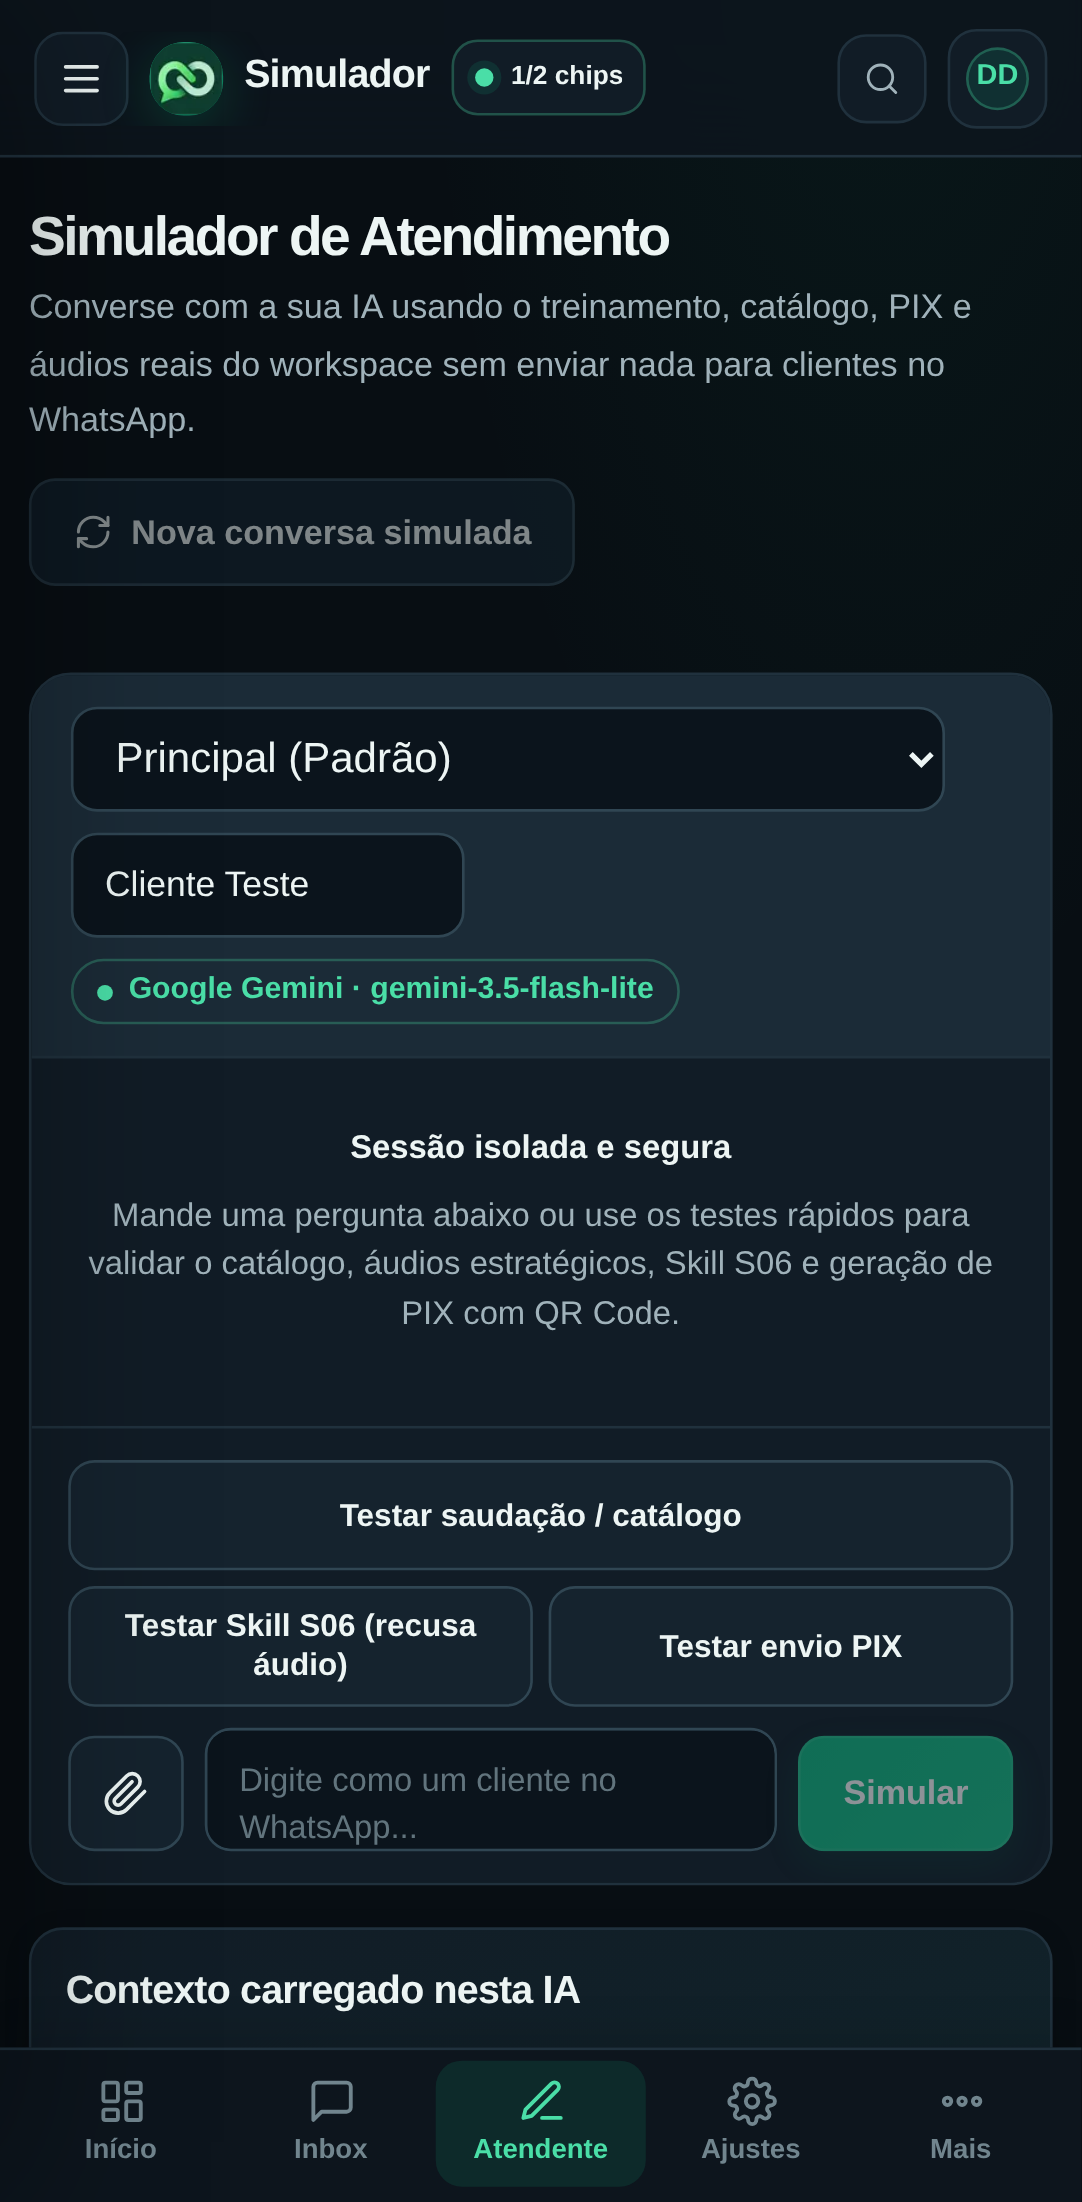 Simulador
1/2 chips
DD
Simulador de Atendimento
Converse com a sua IA usando o treinamento, catálogo, PIX e
áudios reais do workspace sem enviar nada para clientes no
WhatsApp.
Nova conversa simulada
Principal (Padrão)
Cliente Teste
Google Gemini · gemini-3.5-flash-lite
Sessão isolada e segura
Mande uma pergunta abaixo ou use os testes rápidos para
validar o catálogo, áudios estratégicos, Skill S06 e geração de
PIX com QR Code.
Testar saudação / catálogo
Testar Skill S06 (recusa
áudio)
Testar envio PIX
Digite como um cliente no
WhatsApp...
Simular
Contexto carregado nesta IA
Início
Inbox
Atendente
Ajustes
Mais